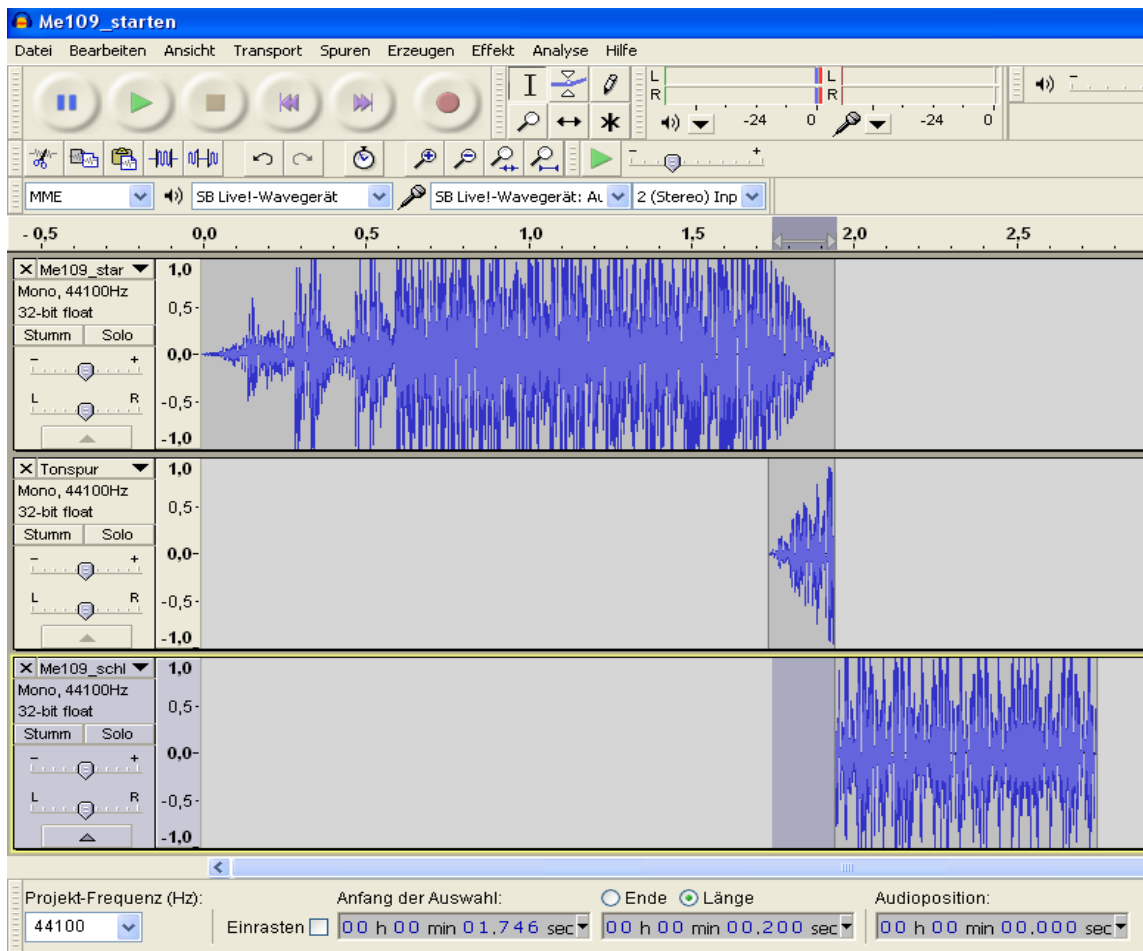 Me109_starten
Datei Bearbeiten Ansicht Transport Spuren Erzeugen Effekt Analyse Hilfe
L L
R R
-24 0 -24 0
- +
MME SB Live!-Wavegerät SB Live!-Wavegerät: Au 2 (Stereo) Inp
- 0,5 0,0 0,5 1,0 1,5 2,0 2,5
Me109_star 1,0
Mono, 44100Hz
32-bit float 0,5
Stumm Solo
- + 0,0
L R -0,5
-1,0
Tonspur 1,0
Mono, 44100Hz
32-bit float 0,5
Stumm Solo
- + 0,0
L R -0,5
-1,0
Me109_schl 1,0
Mono, 44100Hz
32-bit float 0,5
Stumm Solo
- + 0,0
L R -0,5
-1,0
Projekt-Frequenz (Hz): Anfang der Auswahl: Ende Länge Audioposition:
44100 Einrasten 00 h 00 min 01,746 sec 00 h 00 min 00,200 sec 00 h 00 min 00,000 sec